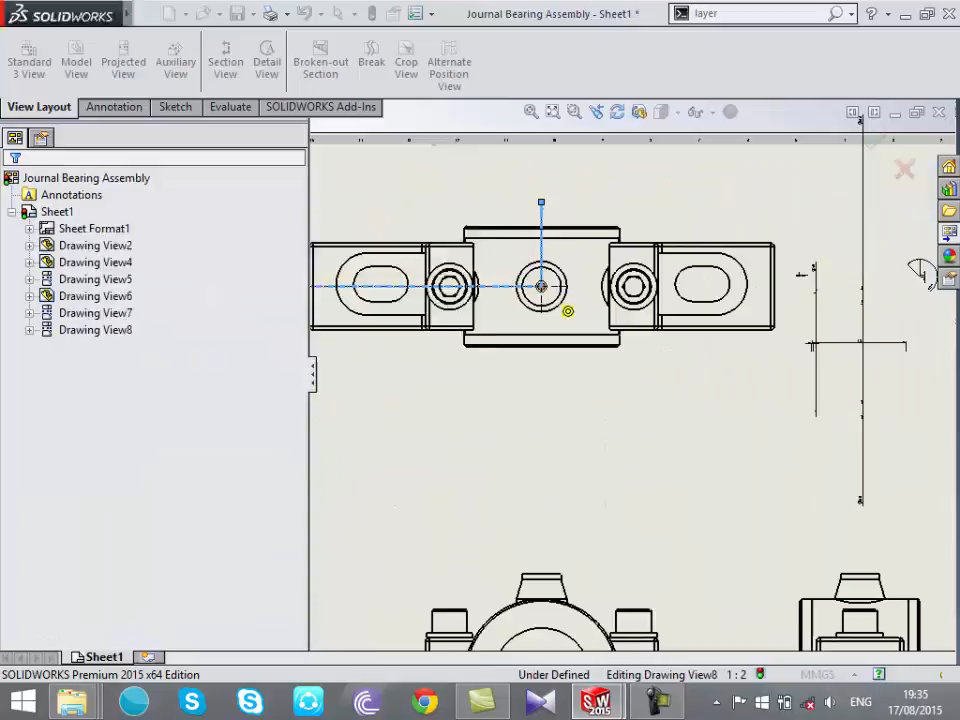 SOLIDWORKS
Journal Bearing Assembly - Sheet1 *
layer
Standard 3 View
Model View
Projected View
Auxiliary View
Section View
Detail View
Broken-out Section
Break
Crop View
Alternate Position View
View Layout
Annotation
Sketch
Evaluate
SOLIDWORKS Add-Ins
Journal Bearing Assembly
Annotations
Sheet1
Sheet Format1
Drawing View2
Drawing View4
Drawing View5
Drawing View6
Drawing View7
Drawing View8
Sheet1
SOLIDWORKS Premium 2015 x64 Edition
Under Defined
Editing Drawing View8
1 : 2
MMGS
ENG
19:35
17/08/2015